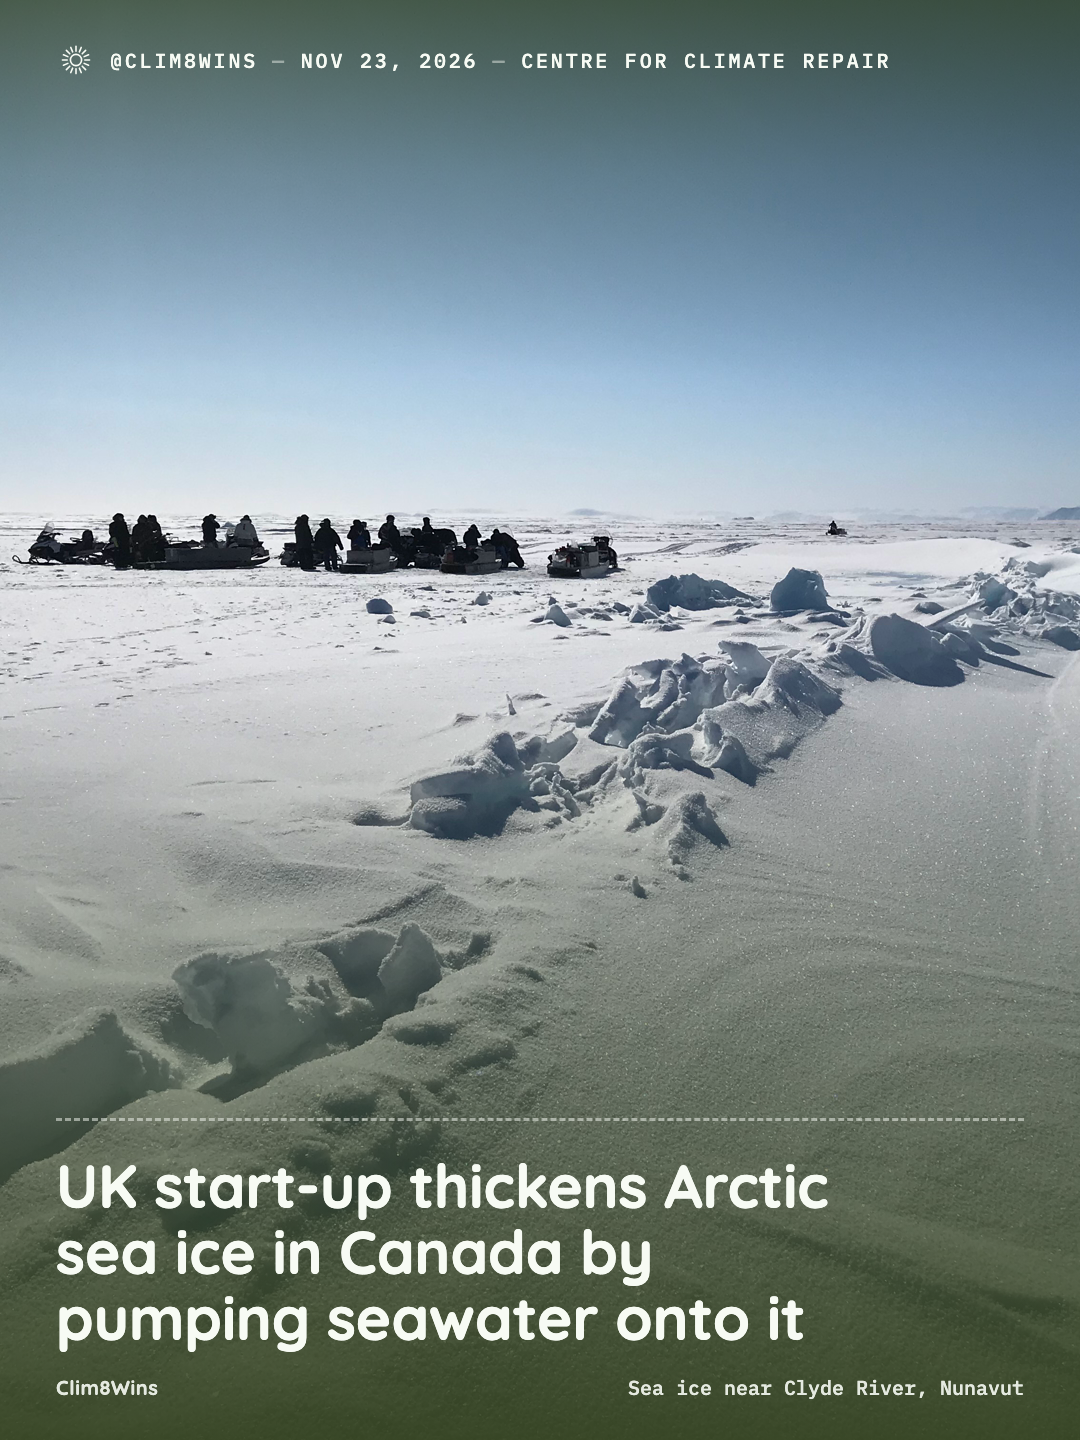 @CLIM8WINS — NOV 23, 2026 — CENTRE FOR CLIMATE REPAIR
UK start-up thickens Arctic
sea ice in Canada by
pumping seawater onto it
Clim8Wins
Sea ice near Clyde River, Nunavut